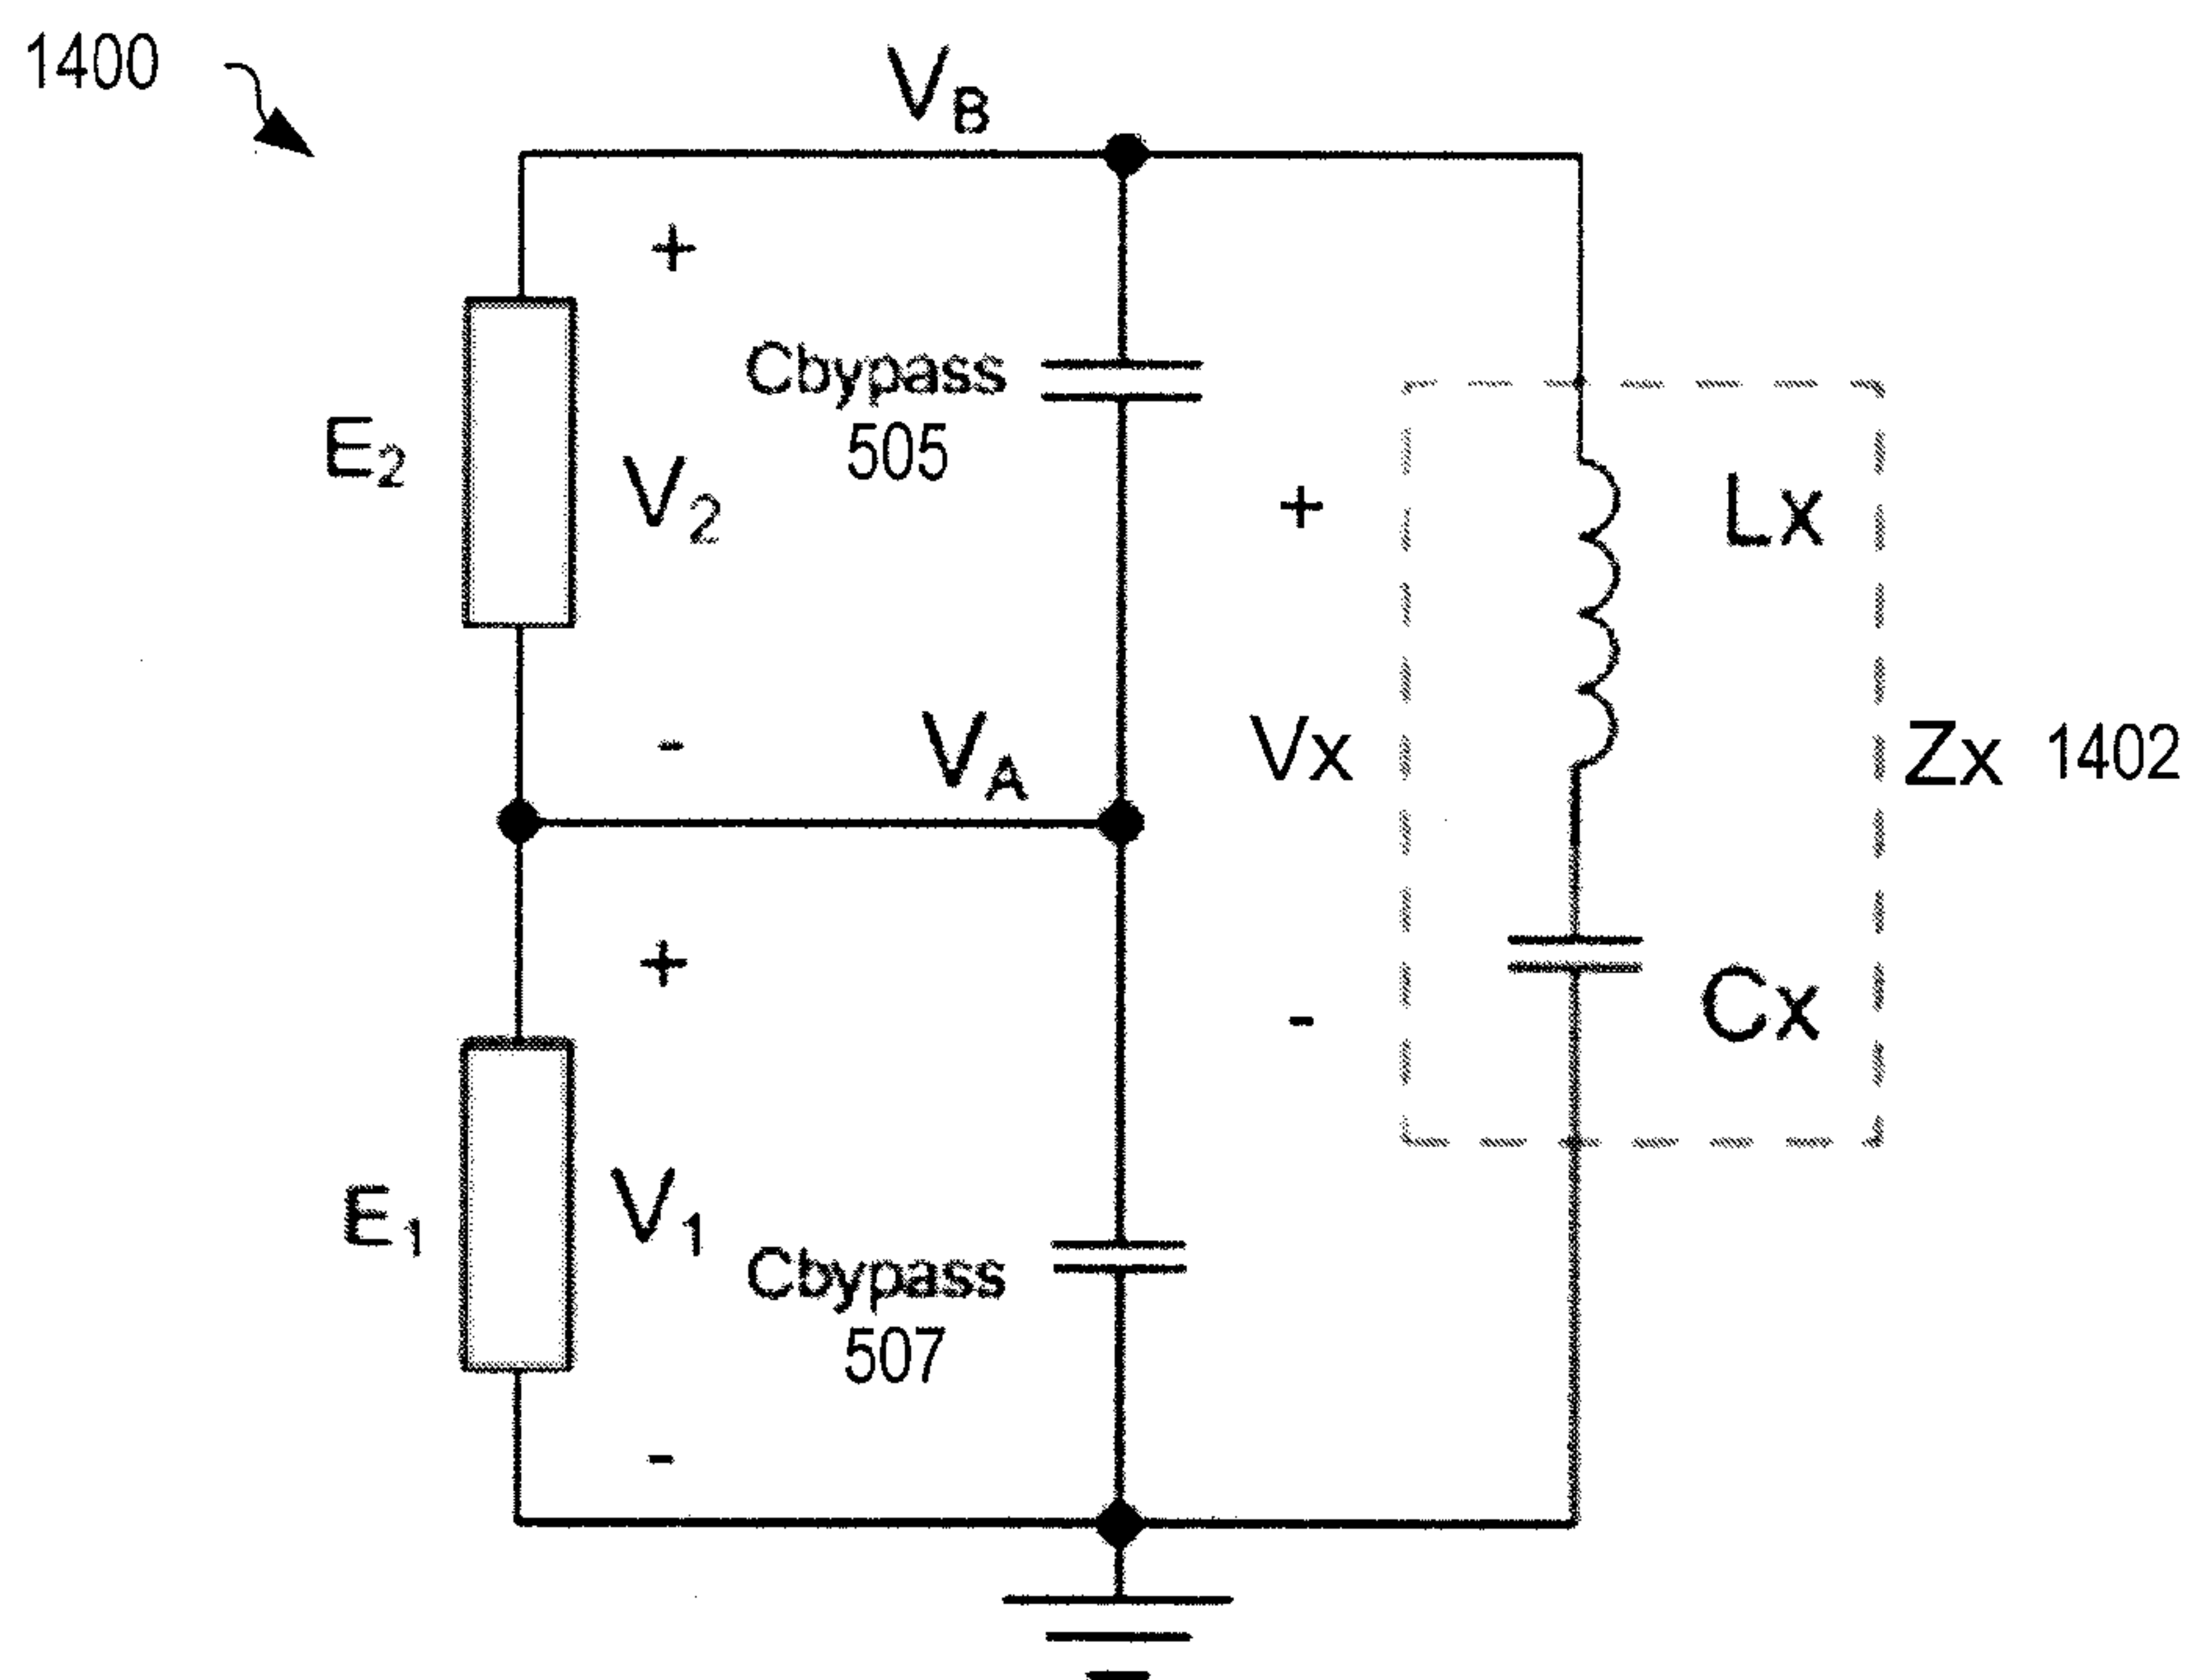 1400
V_B
+
Cbypass
505
E_2
V_2
+
Lx
-
V_A
Vx
Zx 1402
+
-
Cx
E_1
V_1
Cbypass
507
-